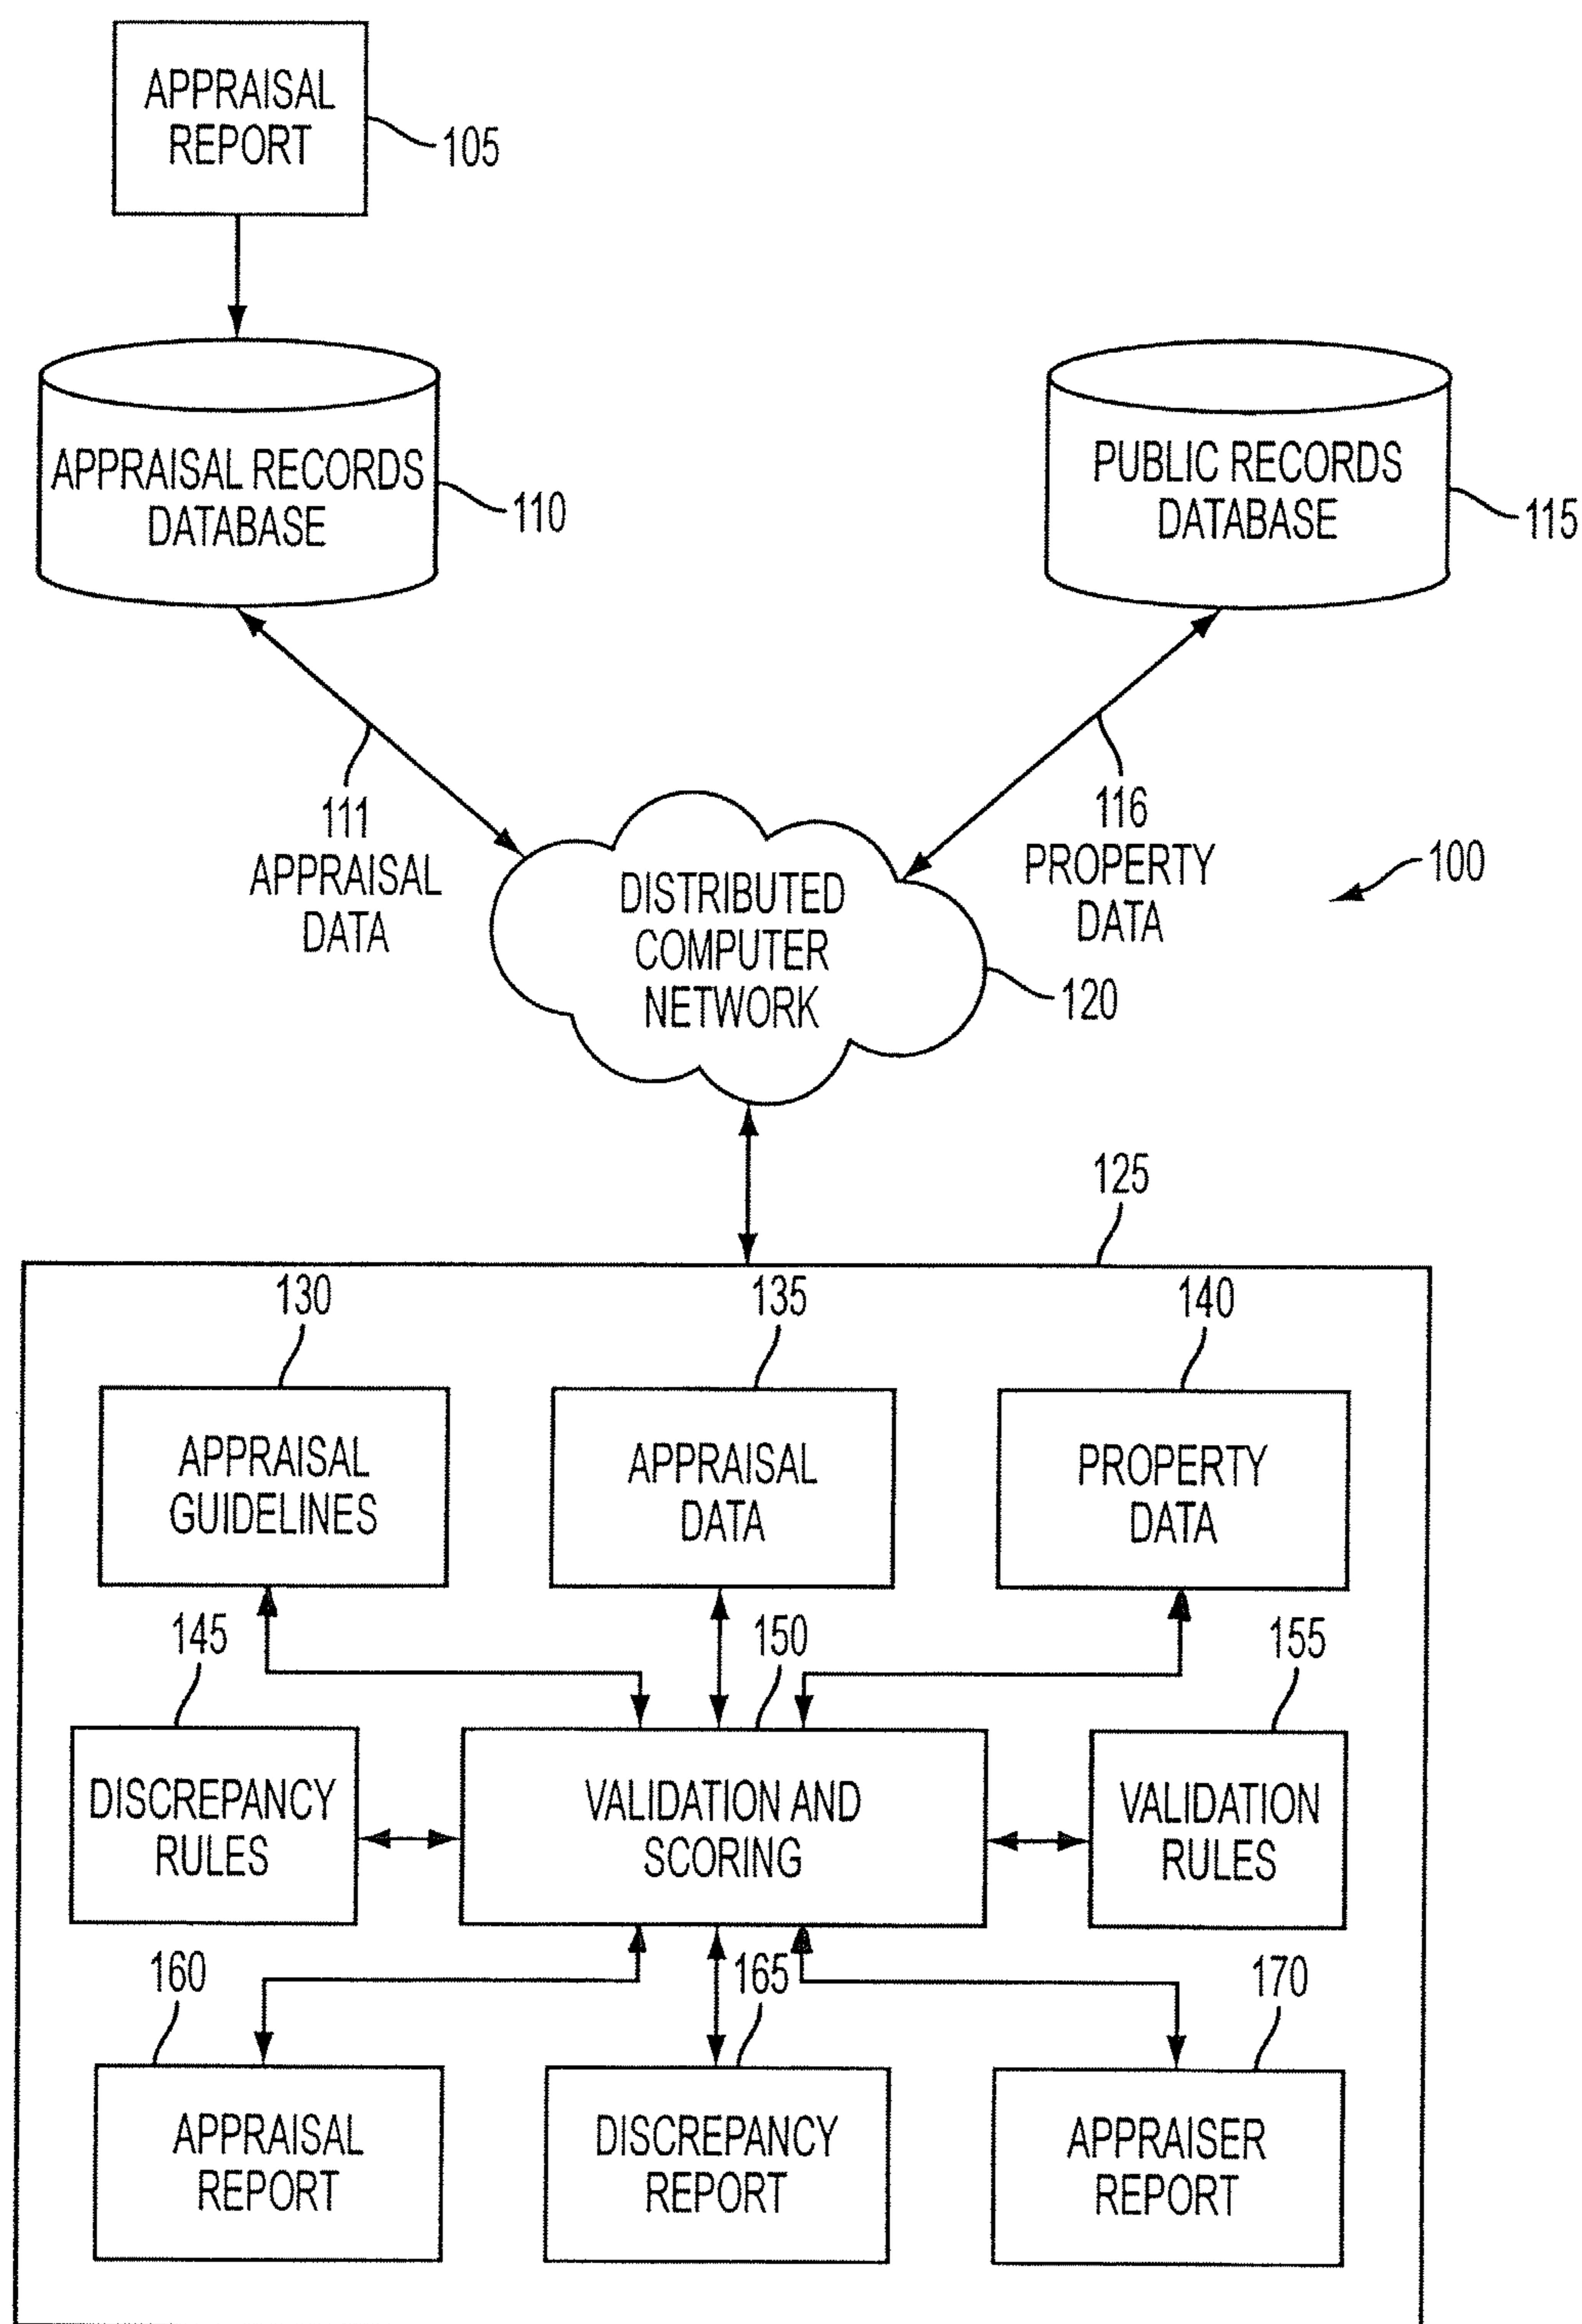 APPRAISAL
REPORT
105
APPRAISAL RECORDS
DATABASE
110
PUBLIC RECORDS
DATABASE
115
111
APPRAISAL
DATA
116
PROPERTY
DATA
100
DISTRIBUTED
COMPUTER
NETWORK
120
125
130
135
140
APPRAISAL
GUIDELINES
APPRAISAL
DATA
PROPERTY
DATA
145
150
155
DISCREPANCY
RULES
VALIDATION AND
SCORING
VALIDATION
RULES
160
165
170
APPRAISAL
REPORT
DISCREPANCY
REPORT
APPRAISER
REPORT